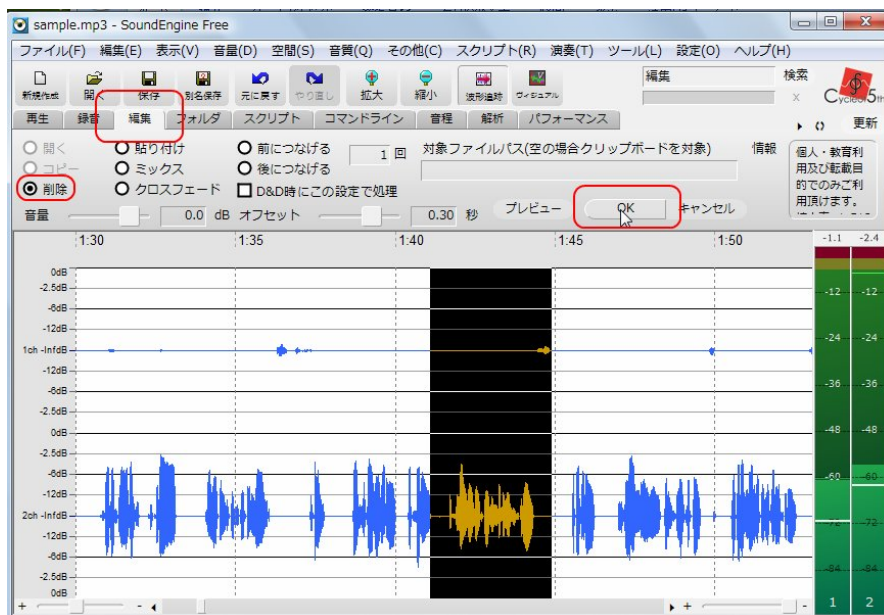 sample.mp3 - SoundEngine Free
ファイル(F) 編集(E) 表示(V) 音量(D) 空間(S) 音質(Q) その他(C) スクリプト(R) 演奏(T) ツール(L) 設定(O) ヘルプ(H)
新規作成 開く 保存 別名保存 元に戻す やり直し 拡大 縮小 波形追跡 ヴィジュアル 編集 検索
Cycle of 5th
再生 録音 編集 フォルダ スクリプト コマンドライン 音程 解析 パフォーマンス 更新
開く 貼り付け 前につなげる 1 回 対象ファイルパス(空の場合クリップボードを対象) 情報
コピー ミックス 後につなげる
削除 クロスフェード D&D時にこの設定で処理
個人・教育利
用及び転載目
的でのみご利
用頂けます。
音量 0.0 dB オフセット 0.30 秒 プレビュー OK キャンセル
1:30 1:35 1:40 1:45 1:50 -1.1 -2.4
0dB
-2.5dB
-6dB
-12dB
1ch -InfdB
-12dB
-6dB
-2.5dB
0dB
-2.5dB
-6dB
-12dB
2ch -InfdB
-12dB
-6dB
-2.5dB
0dB
-12 -12
-24 -24
-36 -36
-48 -48
-60 -60
-72 -72
-84 -84
1 2